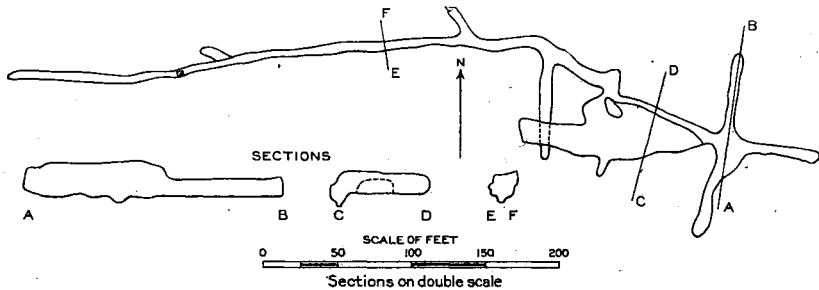 F
B
E
N
D
SECTIONS
C
A
A B C D E F
SCALE OF FEET
0 50 100 150 200
Sections on double scale